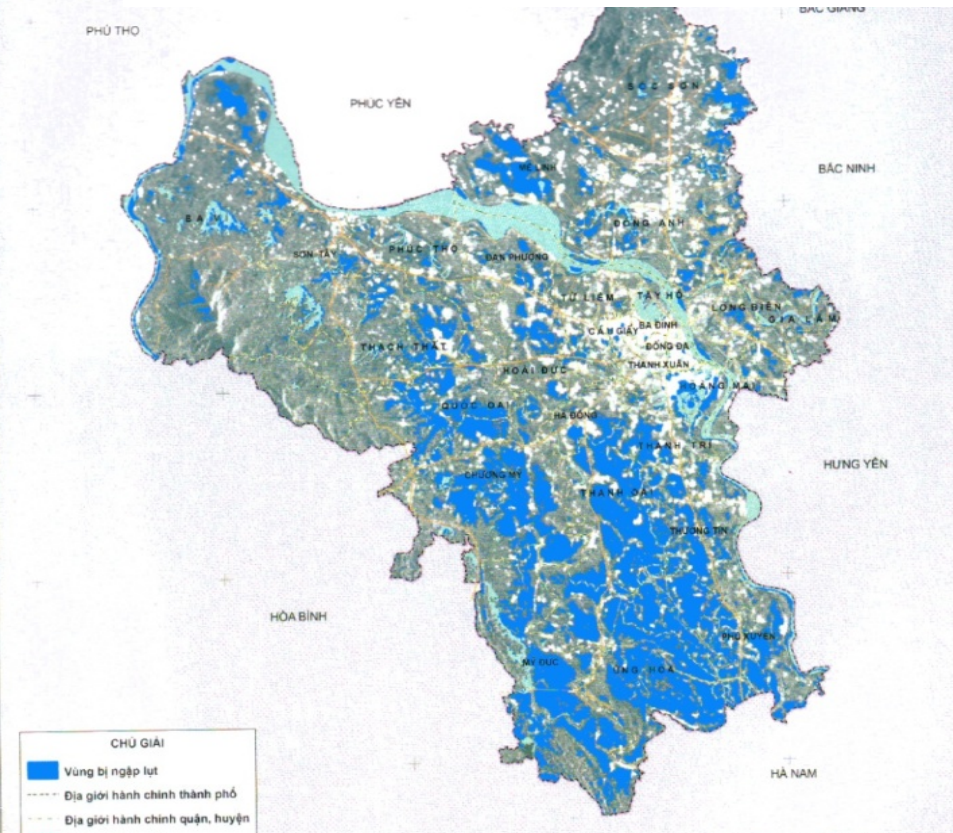 BẮC GIANG
PHÚ THỌ
SÓC SƠN
PHÚC YÊN
MÊ LINH
BẮC NINH
BA VÌ
ĐÔNG ANH
SƠN TÂY
PHÚC THỌ
ĐAN PHƯỢNG
TỪ LIÊM
TÂY HỒ
LONG BIÊN
GIA LÂM
CẦU GIẤY
BA ĐÌNH
THẠCH THẤT
ĐỐNG ĐA
HOÀI ĐỨC
THANH XUÂN
HOÀNG MAI
QUỐC OAI
HÀ ĐÔNG
THANH TRÌ
HƯNG YÊN
CHƯƠNG MỸ
THANH OAI
THƯỜNG TÍN
HÒA BÌNH
PHÚ XUYÊN
MỸ ĐỨC
ỨNG HÒA
HÀ NAM
CHÚ GIẢI
Vùng bị ngập lụt
Địa giới hành chính thành phố
Địa giới hành chính quận, huyện